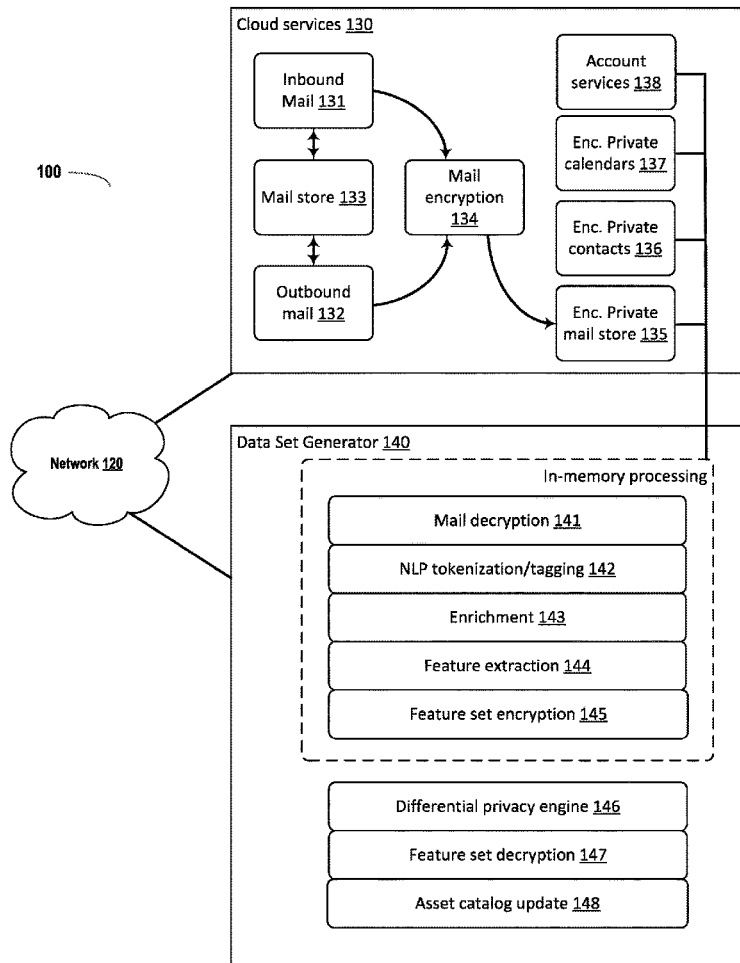 Cloud services 130
Inbound
Mail 131
Account
services 138
100
Mail store 133
Mail
encryption
134
Enc. Private
calendars 137
Enc. Private
contacts 136
Outbound
mail 132
Enc. Private
mail store 135
Network 120
Data Set Generator 140
In-memory processing
Mail decryption 141
NLP tokenization/tagging 142
Enrichment 143
Feature extraction 144
Feature set encryption 145
Differential privacy engine 146
Feature set decryption 147
Asset catalog update 148